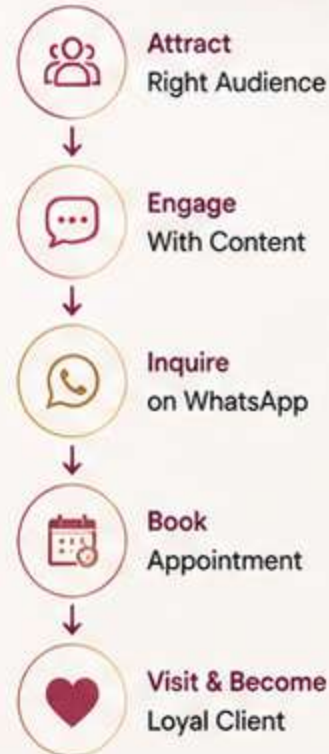 Attract
Right Audience
Engage
With Content
Inquire
on WhatsApp
Book
Appointment
Visit & Become
Loyal Client